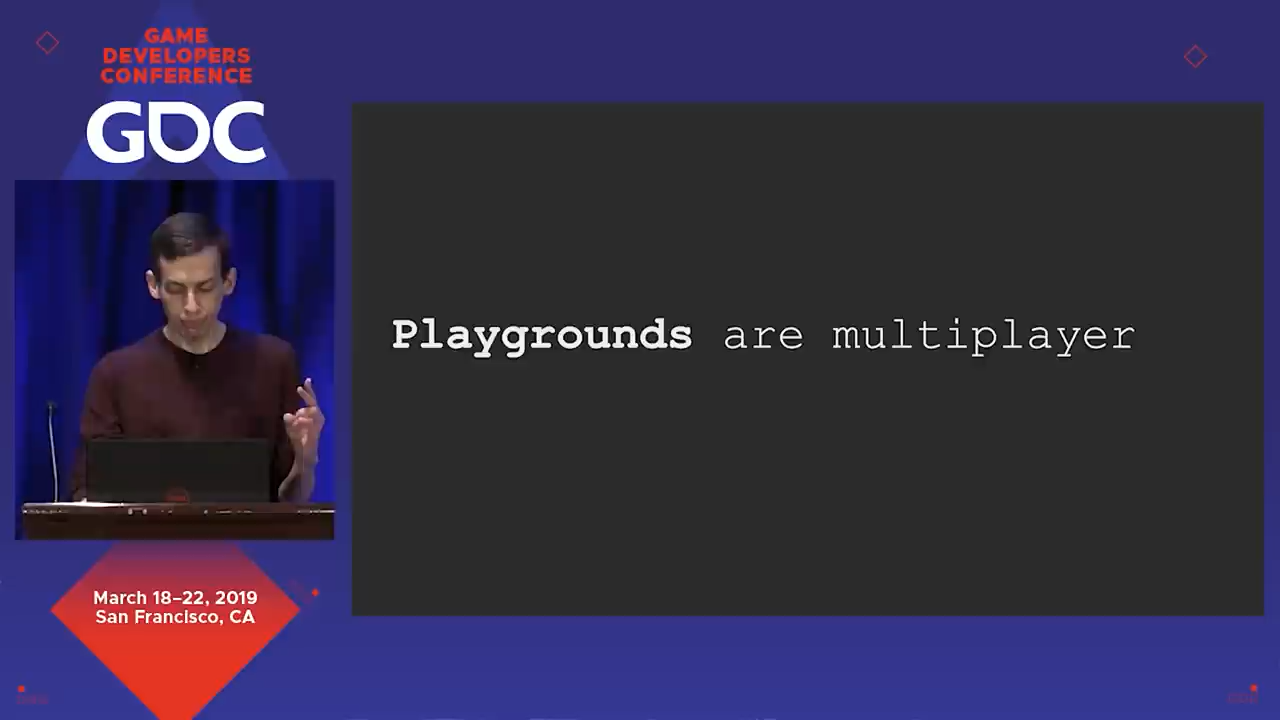 GAME
DEVELOPERS
CONFERENCE
GDC
Playgrounds are multiplayer
March 18–22, 2019
San Francisco, CA